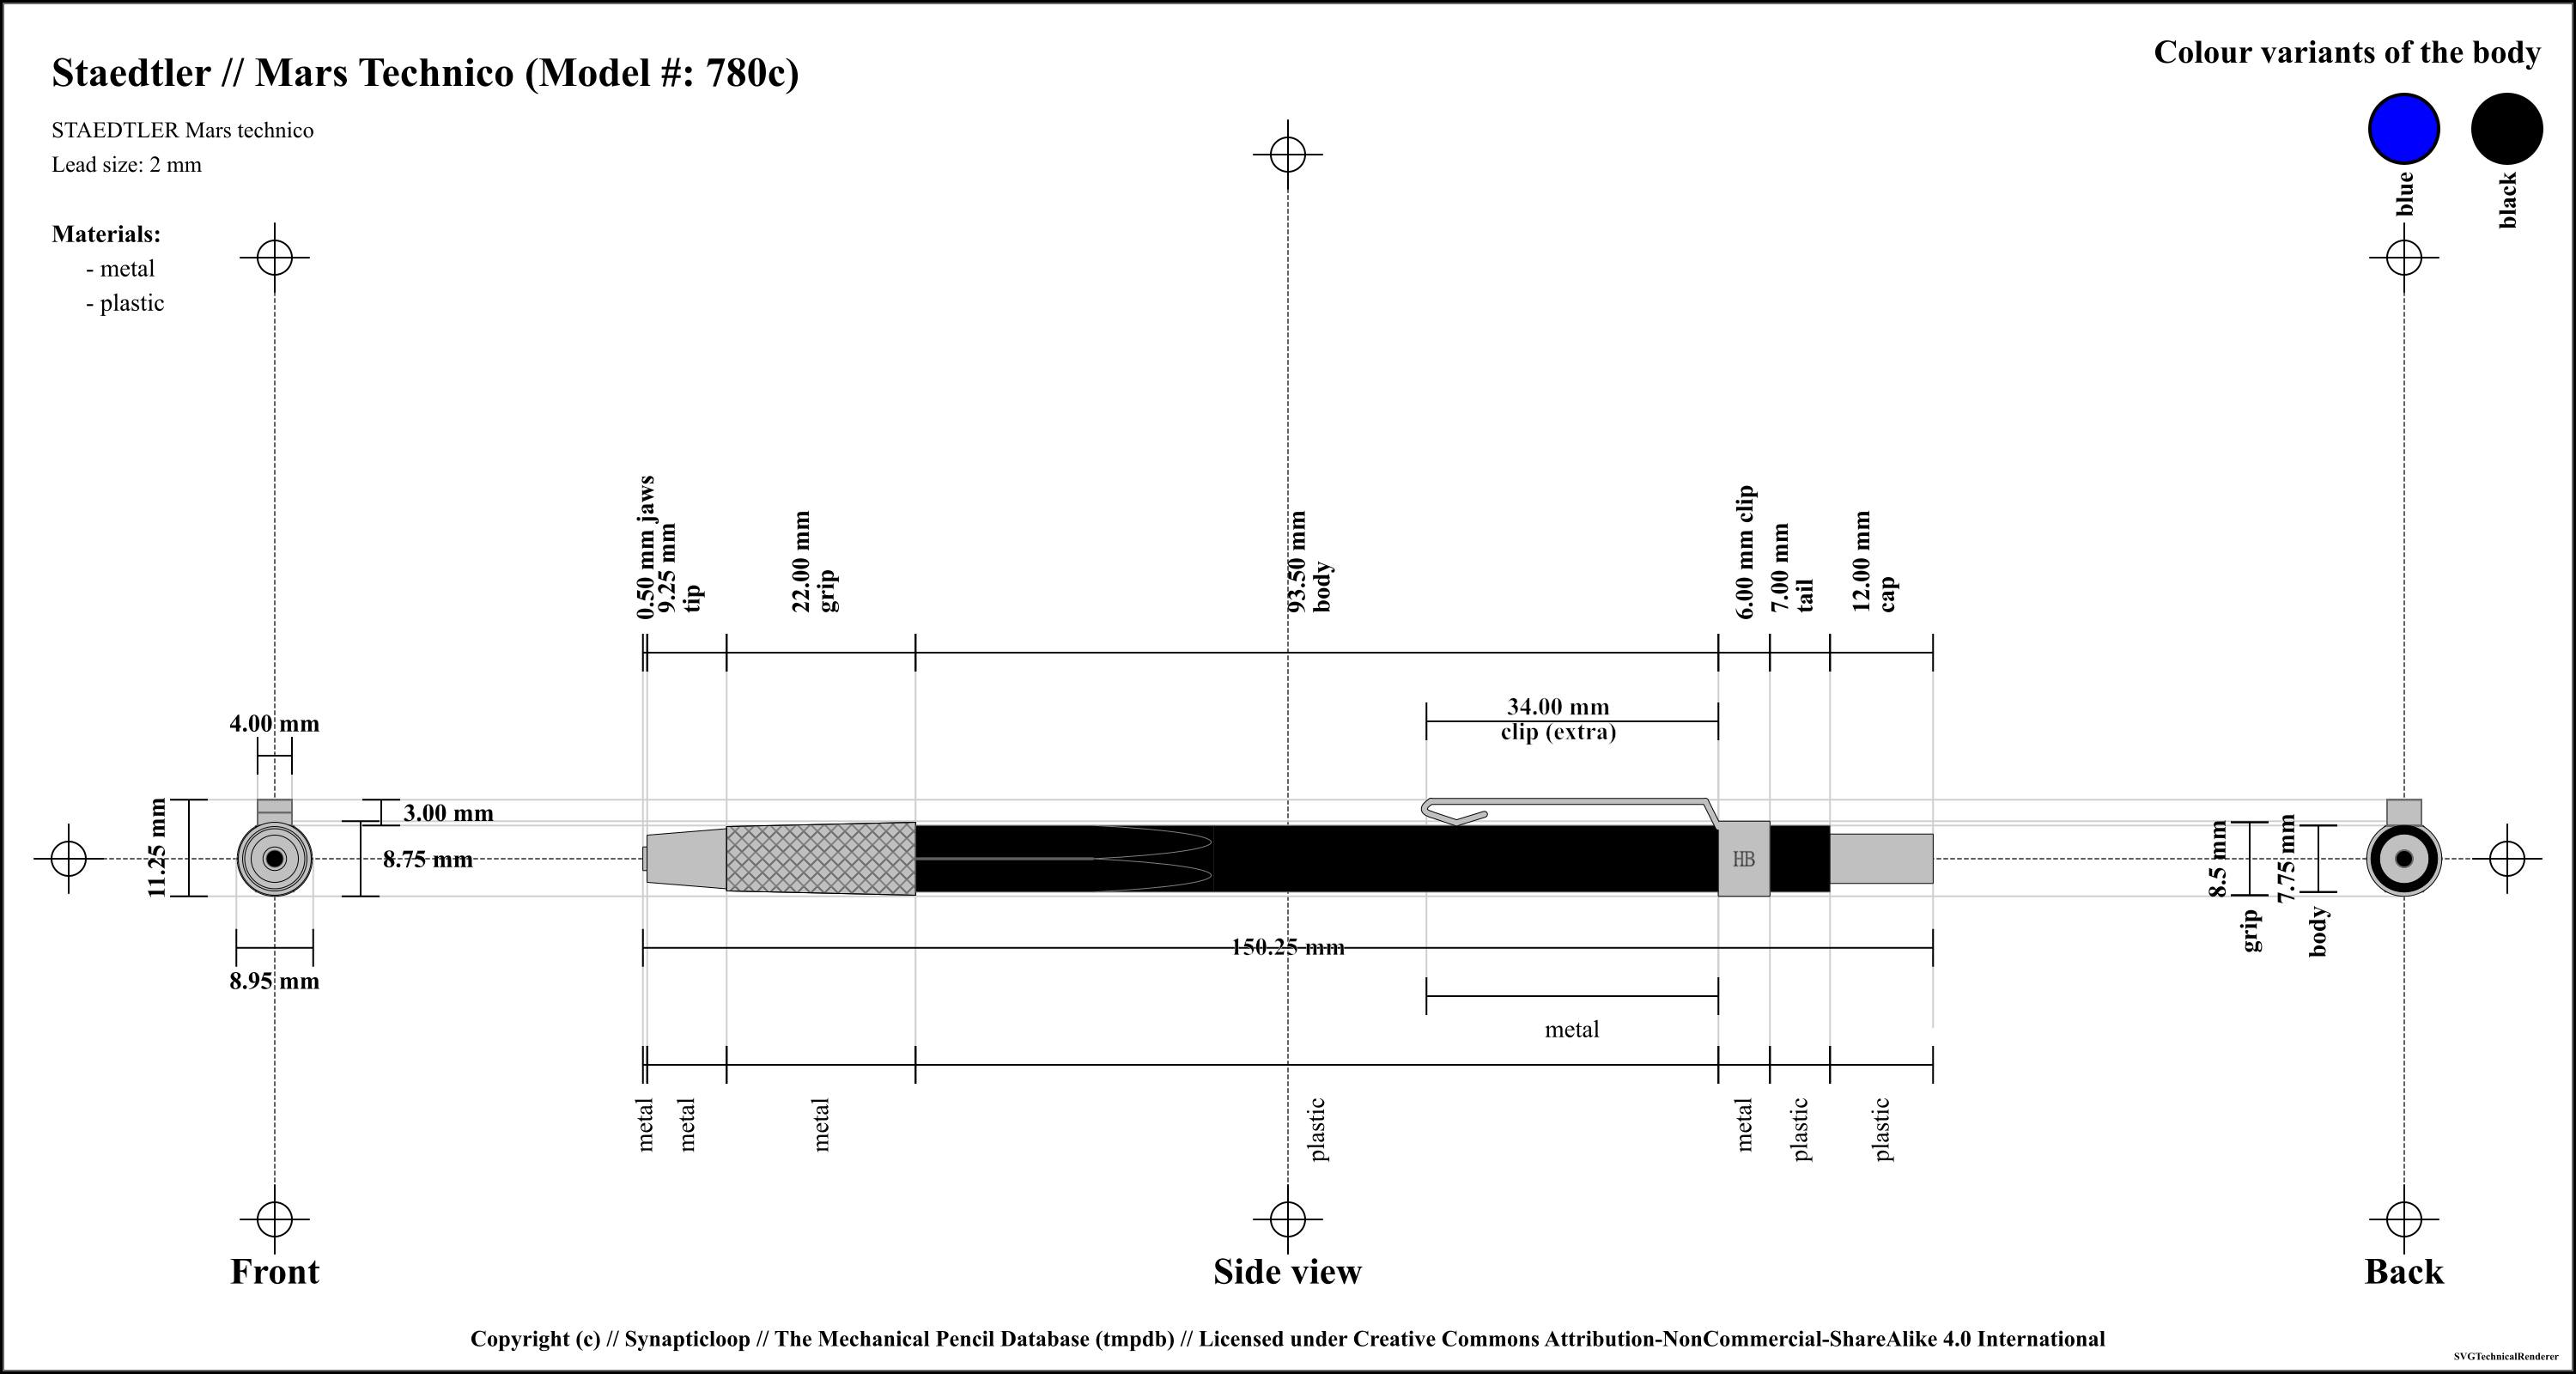 Staedtler // Mars Technico (Model #: 780c)
Colour variants of the body
STAEDTLER Mars technico
Lead size: 2 mm
blue
black
Materials:
- metal
- plastic
0.50 mm jaws
9.25 mm
tip
22.00 mm
grip
93.50 mm
body
6.00 mm clip
7.00 mm
tail
12.00 mm
cap
34.00 mm
clip (extra)
4.00 mm
3.00 mm
11.25 mm
8.75 mm
8.95 mm
HB
8.5 mm
grip
7.75 mm
body
150.25 mm
metal
metal
metal
metal
plastic
metal
plastic
plastic
Front
Side view
Back
Copyright (c) // Synapticloop // The Mechanical Pencil Database (tmpdb) // Licensed under Creative Commons Attribution-NonCommercial-ShareAlike 4.0 International
SVGTechnicalRenderer